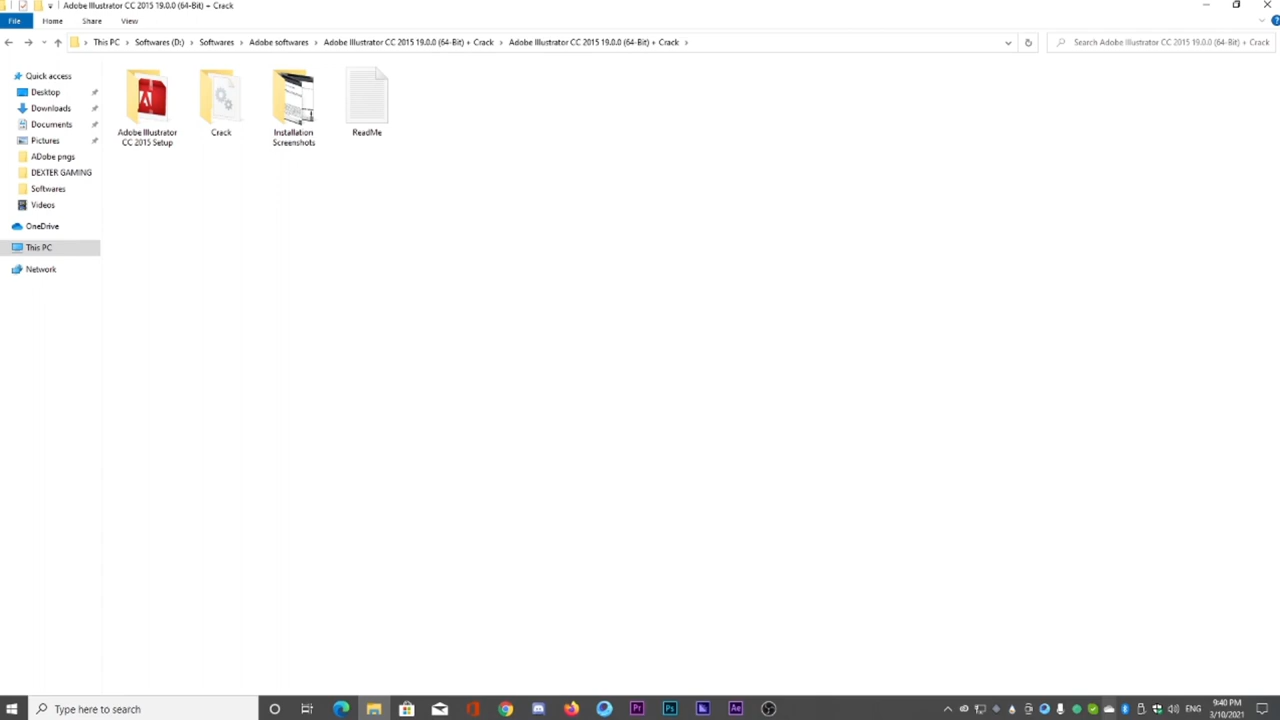 Adobe Illustrator CC 2015 19.0.0 (64-Bit) + Crack
File Home Share View
This PC > Softwares (D:) > Softwares > Adobe softwares > Adobe Illustrator CC 2015 19.0.0 (64-Bit) + Crack > Adobe Illustrator CC 2015 19.0.0 (64-Bit) + Crack >
Search Adobe Illustrator CC 2015 19.0.0 (64-Bit) + Crack
Quick access
Desktop
Downloads
Documents
Pictures
ADobe pngs
DEXTER GAMING
Softwares
Videos
OneDrive
This PC
Network
Adobe Illustrator
CC 2015 Setup
Crack
Installation
Screenshots
ReadMe
Type here to search
Pr
Ps
Ae
ENG
9:40 PM
3/10/2021